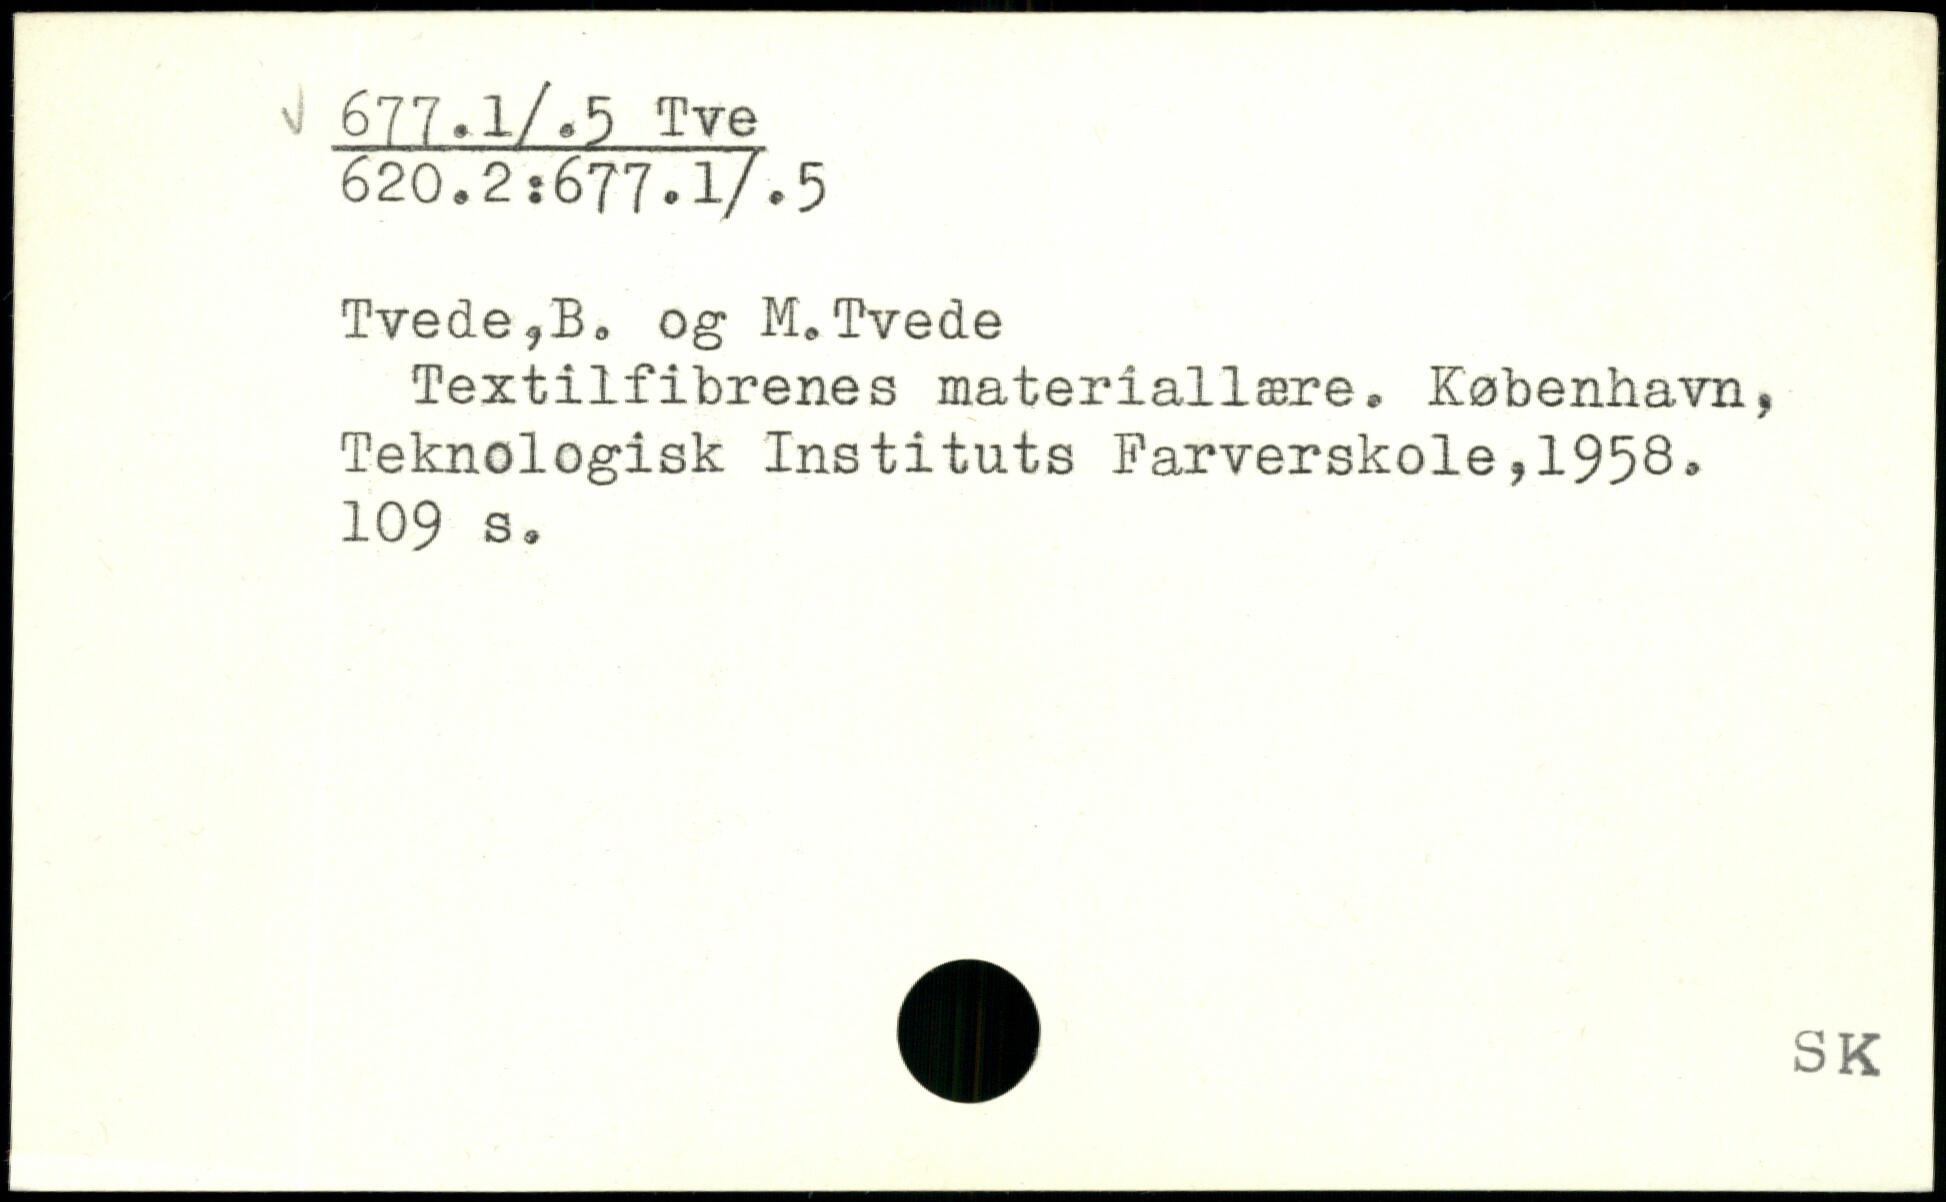 677.1/.5 Tve
620.2:677.1/.5
Tvede,B. og M.Tvede
Textilfibrenes materiallære. København,
Teknologisk Instituts Farverskole,1958.
109 s.
SK